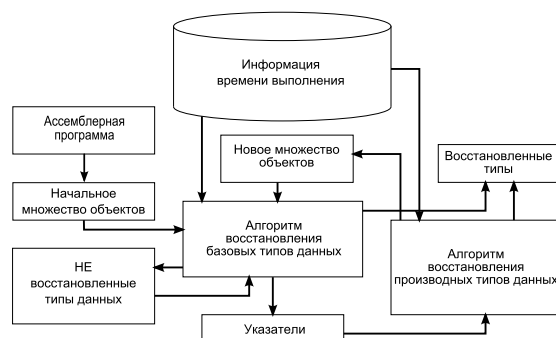 Информация
времени выполнения
Ассемблерная
программа
Новое множество
объектов
Восстановленные
типы
Начальное
множество объектов
Алгоритм
восстановления
базовых типов данных
Алгоритм
восстановления
производных типов данных
НЕ
восстановленные
типы данных
Указатели